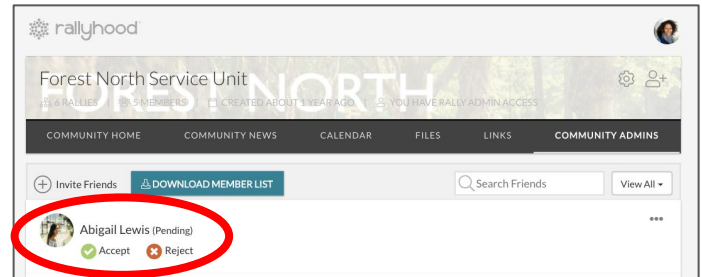 rallyhood
Forest North Service Unit
FOREST NORTH
6 RALLIES | 5 MEMBERS | CREATED ABOUT 1 YEAR AGO | YOU HAVE RALLY ADMIN ACCESS
COMMUNITY HOME COMMUNITY NEWS CALENDAR FILES LINKS COMMUNITY ADMINS
Invite Friends DOWNLOAD MEMBER LIST Search Friends View All
Abigail Lewis (Pending)
Accept Reject